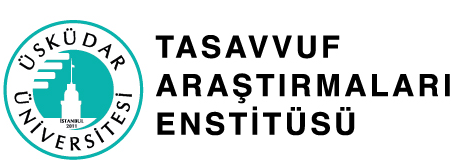 ÜSKÜDAR
ÜNİVERSİTESİ
İSTANBUL
2011
TASAVVUF
ARAŞTIRMALARI
ENSTİTÜSÜ